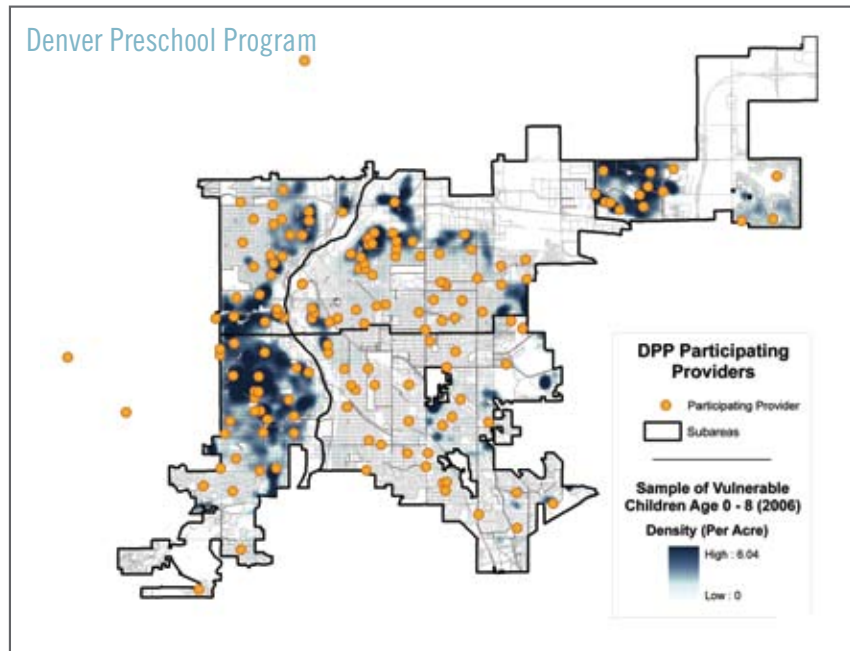 Denver Preschool Program
DPP Participating
Providers
Participating Provider
Subareas
Sample of Vulnerable
Children Age 0 - 8 (2006)
Density (Per Acre)
High : 6.04
Low : 0